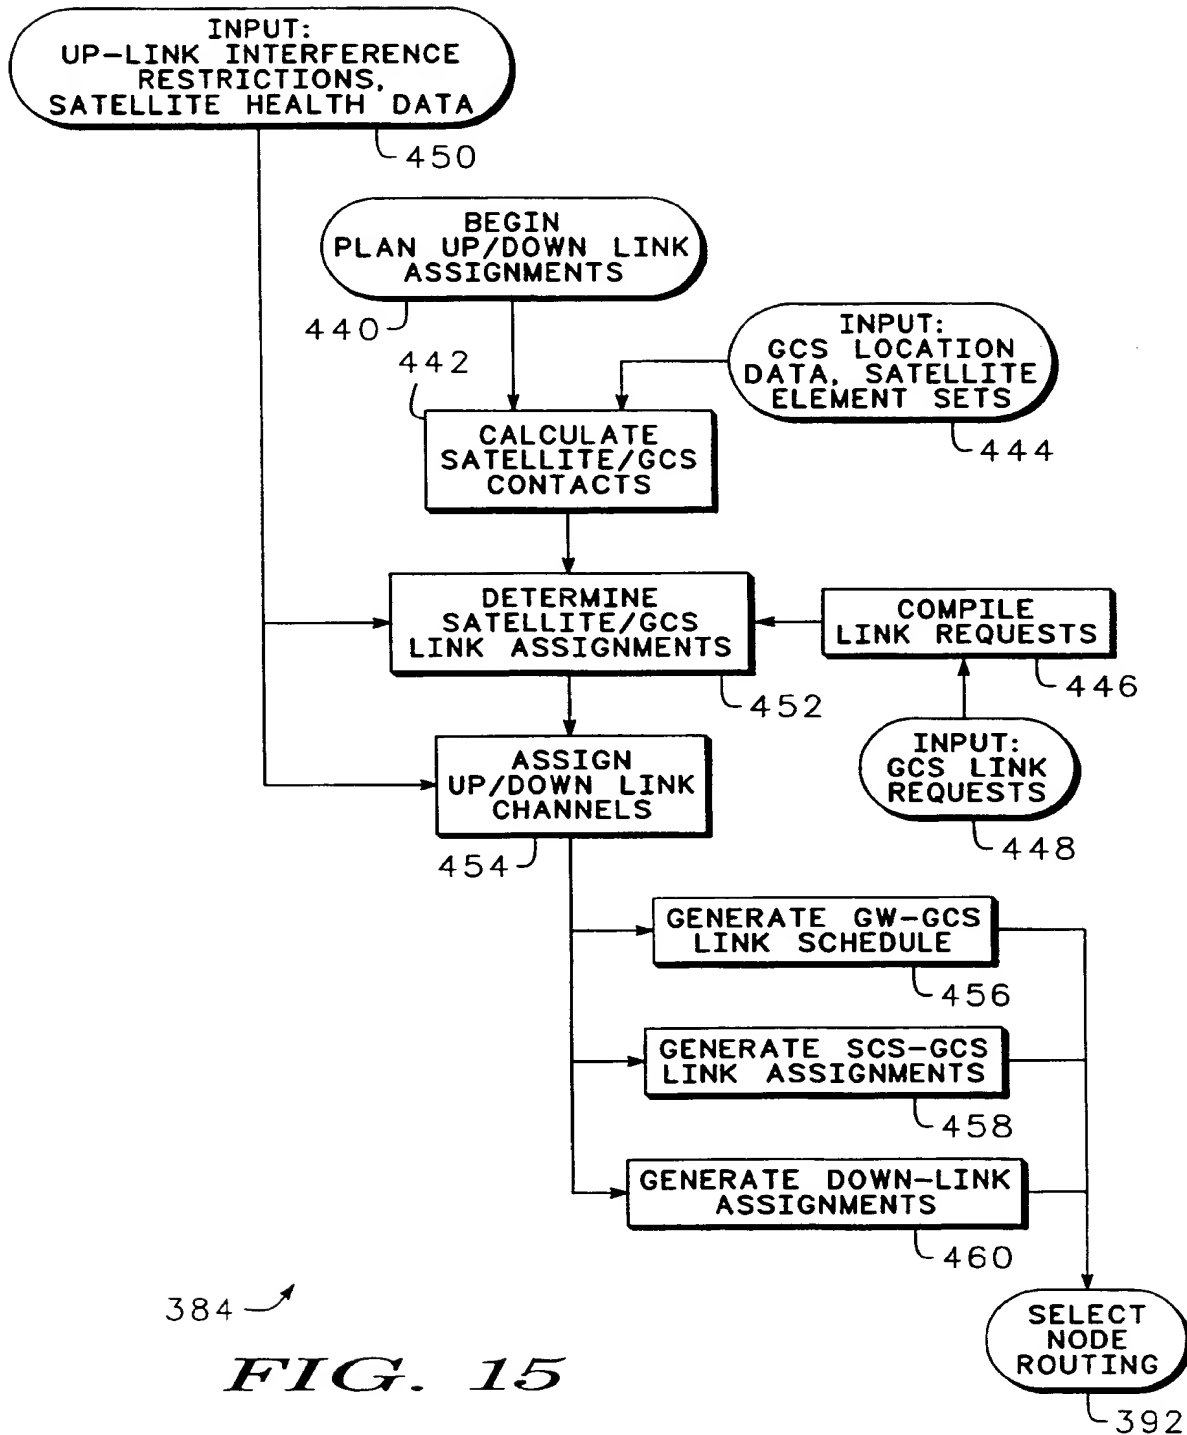 INPUT:
UP-LINK INTERFERENCE
RESTRICTIONS,
SATELLITE HEALTH DATA
450
BEGIN
PLAN UP/DOWN LINK
ASSIGNMENTS
440
442
INPUT:
GCS LOCATION
DATA, SATELLITE
ELEMENT SETS
444
CALCULATE
SATELLITE/GCS
CONTACTS
DETERMINE
SATELLITE/GCS
LINK ASSIGNMENTS
452
COMPILE
LINK REQUESTS
446
INPUT:
GCS LINK
REQUESTS
448
ASSIGN
UP/DOWN LINK
CHANNELS
454
GENERATE GW-GCS
LINK SCHEDULE
456
GENERATE SCS-GCS
LINK ASSIGNMENTS
458
GENERATE DOWN-LINK
ASSIGNMENTS
460
SELECT
NODE
ROUTING
392
384
FIG. 15